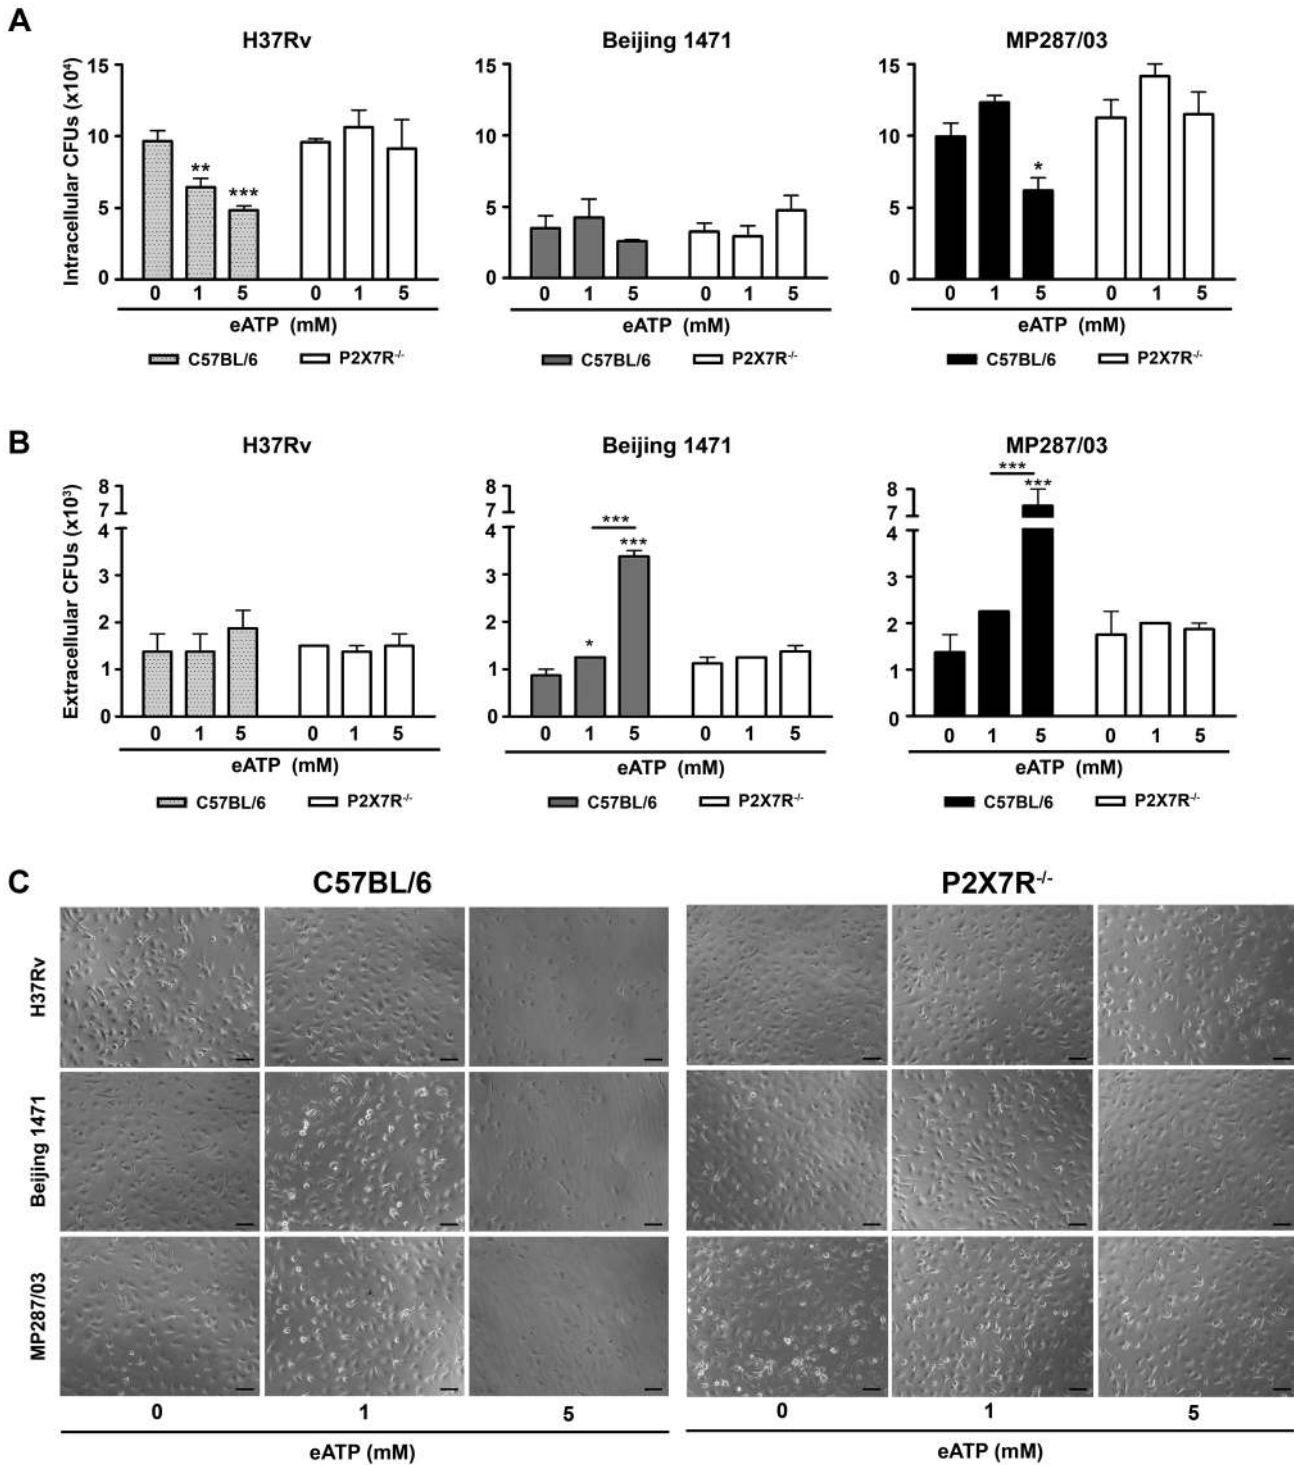 A
H37Rv
Beijing 1471
MP287/03
Intracellular CFUs (x10⁴)
15
10
5
0
15
10
5
0
15
10
5
0
**
***
*
0 1 5 0 1 5
0 1 5 0 1 5
0 1 5 0 1 5
eATP (mM)
eATP (mM)
eATP (mM)
C57BL/6 P2X7R-/-
C57BL/6 P2X7R-/-
C57BL/6 P2X7R-/-
B
H37Rv
Beijing 1471
MP287/03
Extracellular CFUs (x10³)
8
7
4
3
2
1
0
8
7
4
3
2
1
0
8
7
4
3
2
1
0
*
***
***
***
***
0 1 5 0 1 5
0 1 5 0 1 5
0 1 5 0 1 5
eATP (mM)
eATP (mM)
eATP (mM)
C57BL/6 P2X7R-/-
C57BL/6 P2X7R-/-
C57BL/6 P2X7R-/-
C
C57BL/6
P2X7R-/-
H37Rv
Beijing 1471
MP287/03
0 1 5
0 1 5
eATP (mM)
eATP (mM)